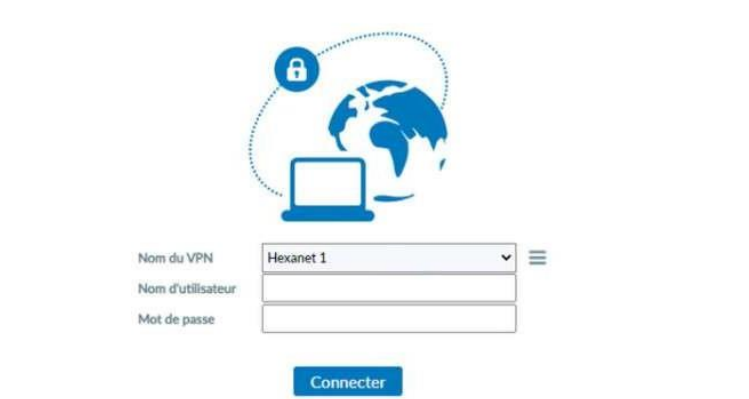 Nom du VPN
Hexanet 1
Nom d'utilisateur
Mot de passe
Connecter